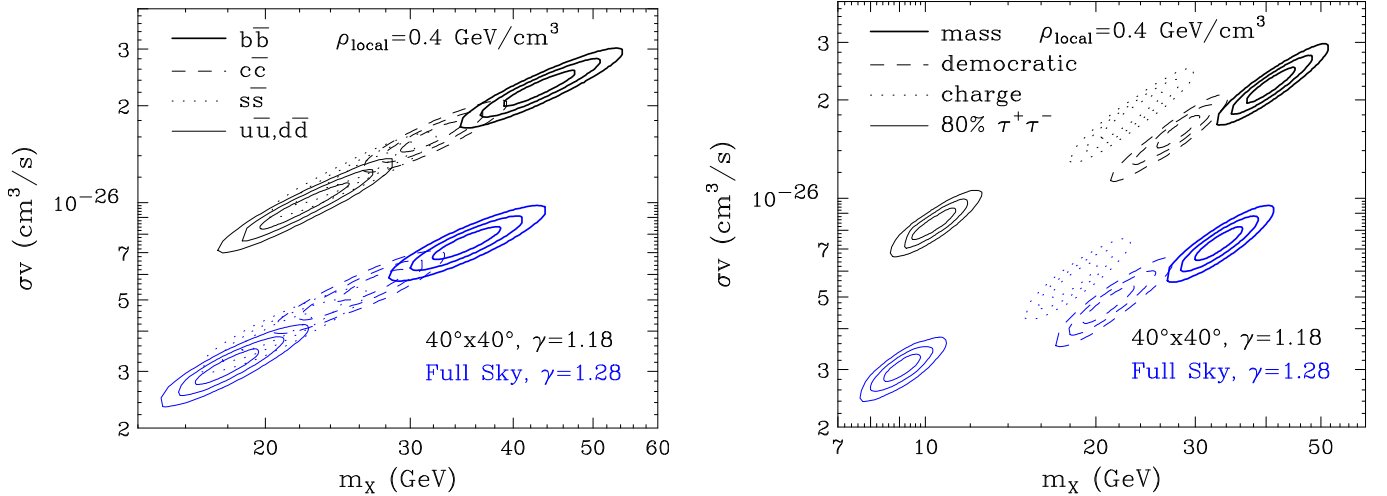 bb̅ ρlocal=0.4 GeV/cm³
cc̅
ss̅
uu̅,dd̅
3
2
10⁻²⁶
7
5
3
2
σv (cm³/s)
40°x40°, γ=1.18
Full Sky, γ=1.28
20 30 40 50 60
mX (GeV)
mass ρlocal=0.4 GeV/cm³
democratic
charge
80% τ⁺τ⁻
3
2
10⁻²⁶
7
5
3
2
σv (cm³/s)
40°x40°, γ=1.18
Full Sky, γ=1.28
7 10 20 30 40 50
mX (GeV)